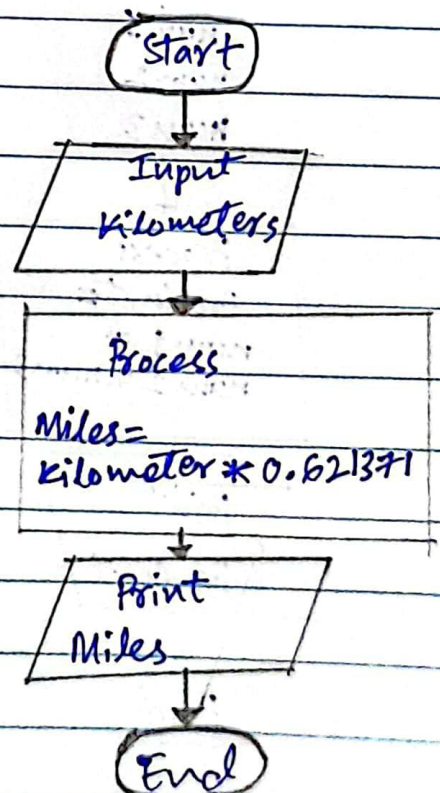 Start
Input
Kilometers
Process
Miles=
Kilometer * 0.621371
Print
Miles
End